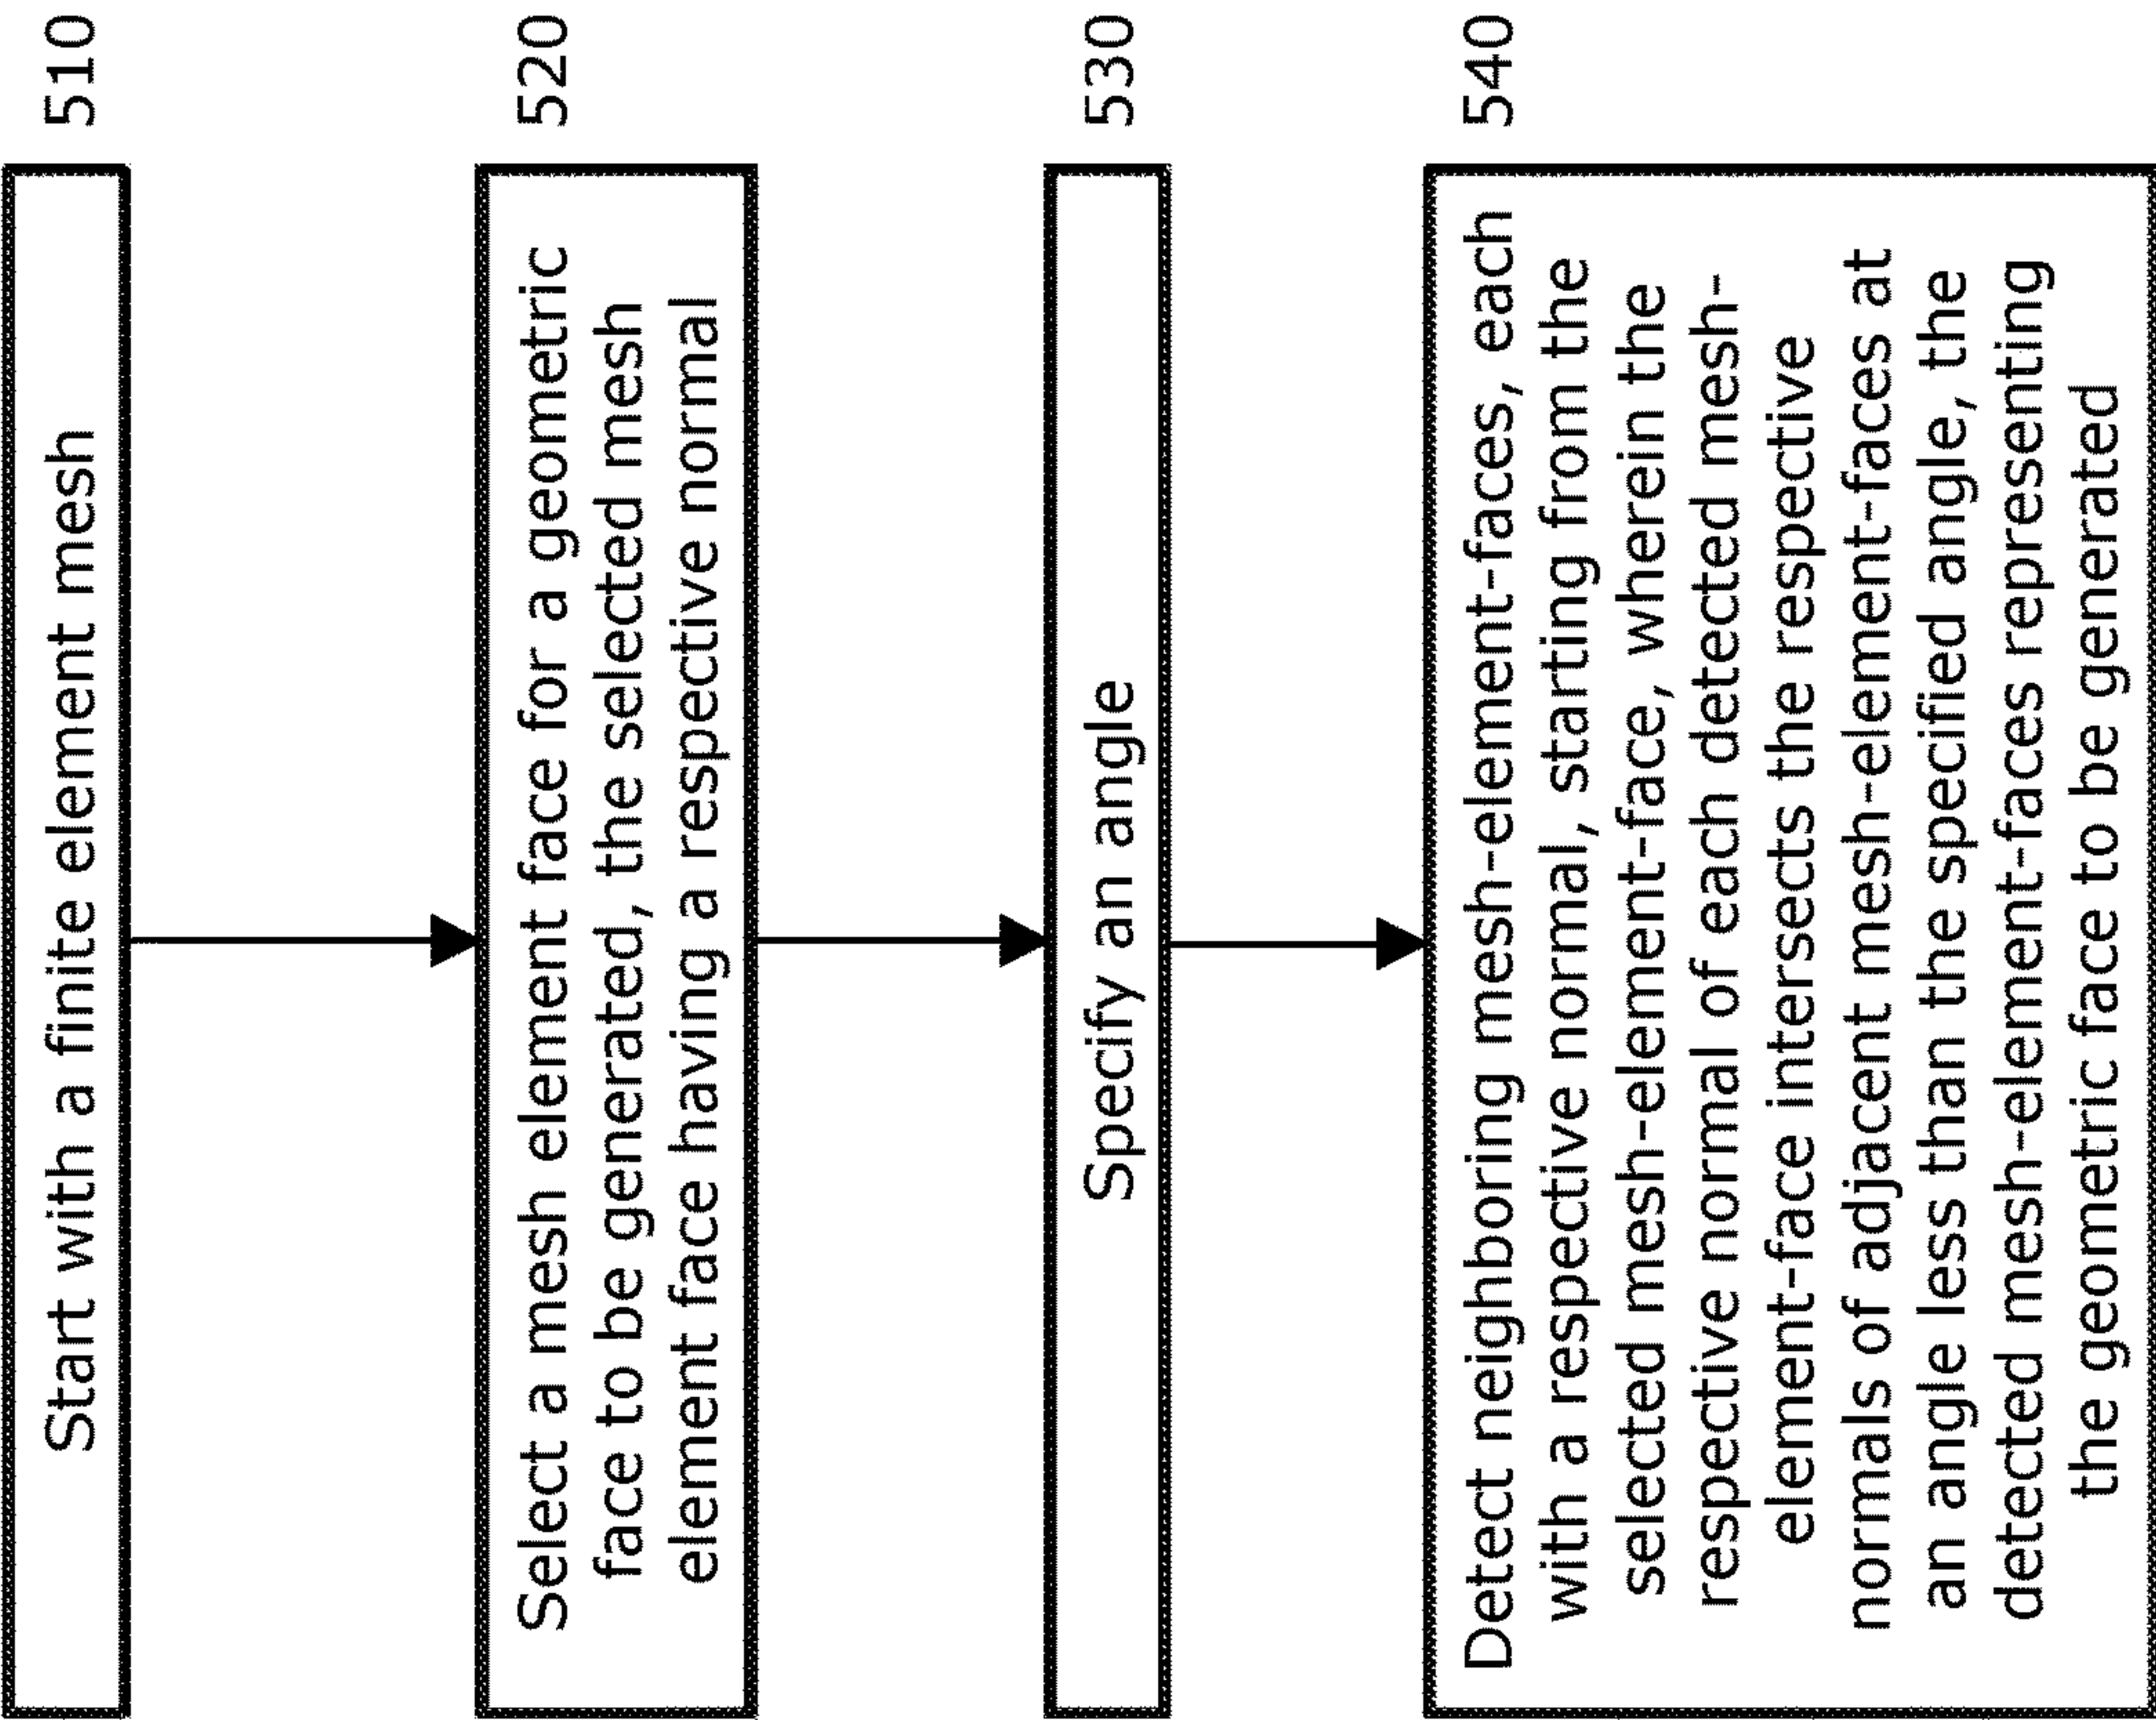 Start with a finite element mesh
510
Select a mesh element face for a geometric
face to be generated, the selected mesh
element face having a respective normal
520
Specify an angle
530
Detect neighboring mesh-element-faces, each
with a respective normal, starting from the
selected mesh-element-face, wherein the
respective normal of each detected mesh-
element-face intersects the respective
normals of adjacent mesh-element-faces at
an angle less than the specified angle, the
detected mesh-element-faces representing
the geometric face to be generated
540